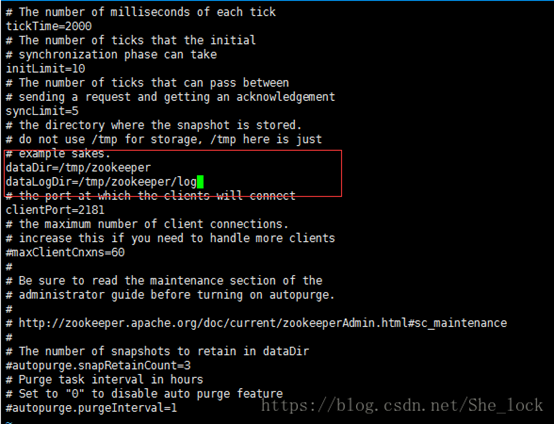 # The number of milliseconds of each tick
tickTime=2000
# The number of ticks that the initial
# synchronization phase can take
initLimit=10
# The number of ticks that can pass between
# sending a request and getting an acknowledgement
syncLimit=5
# the directory where the snapshot is stored.
# do not use /tmp for storage, /tmp here is just
# example sakes.
dataDir=/tmp/zookeeper
dataLogDir=/tmp/zookeeper/log
# the port at which the clients will connect
clientPort=2181
# the maximum number of client connections.
# increase this if you need to handle more clients
#maxClientCnxns=60
#
# Be sure to read the maintenance section of the
# administrator guide before turning on autopurge.
#
# http://zookeeper.apache.org/doc/current/zookeeperAdmin.html#sc_maintenance
#
# The number of snapshots to retain in dataDir
#autopurge.snapRetainCount=3
# Purge task interval in hours
# Set to "0" to disable auto purge feature
#autopurge.purgeInterval=1
https://blog.csdn.net/She_lock
~